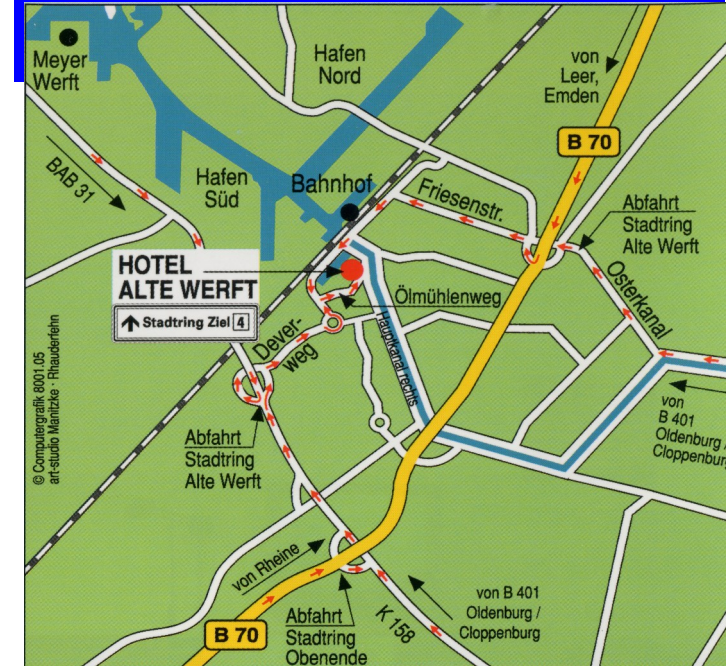 Meyer
Werft
Hafen
Nord
von
Leer,
Emden
B 70
BAB 31
Hafen
Süd
Bahnhof
Friesenstr.
Abfahrt
Stadtring
Alte Werft
HOTEL
ALTE WERFT
Stadtring Ziel 4
Ölmühlenweg
Osterkanal
Dever-
weg
Hauptkanal rechts
von
B 401
Oldenburg /
Cloppenburg
Abfahrt
Stadtring
Alte Werft
© Computergrafik 8001.05
art-studio Manitzke · Rhauderfehn
von Rheine
von B 401
Oldenburg /
Cloppenburg
K 158
Abfahrt
Stadtring
Obenende
B 70